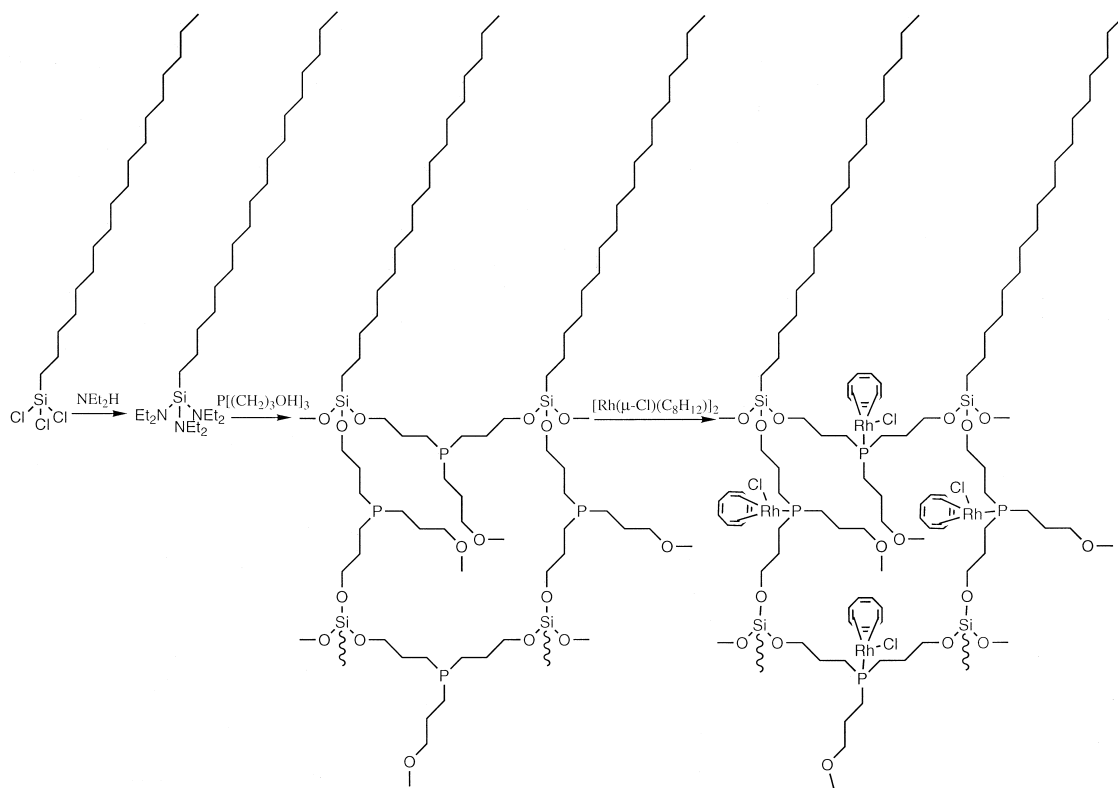 Si
Cl
Cl
Cl
NEt2H
Si
Et2N
NEt2
NEt2
P[(CH2)3OH]3
Si
O
O
O
P
O
P
O
O
Si
O
O
O
P
O
O
Si
O
O
P
O
Si
O
O
[Rh(μ-Cl)(C8H12)]2
Si
O
O
O
Rh
Cl
P
O
Cl
Rh
P
O
O
Si
O
O
O
Cl
Rh
P
O
O
Si
O
O
Rh
Cl
P
O
Si
O
O